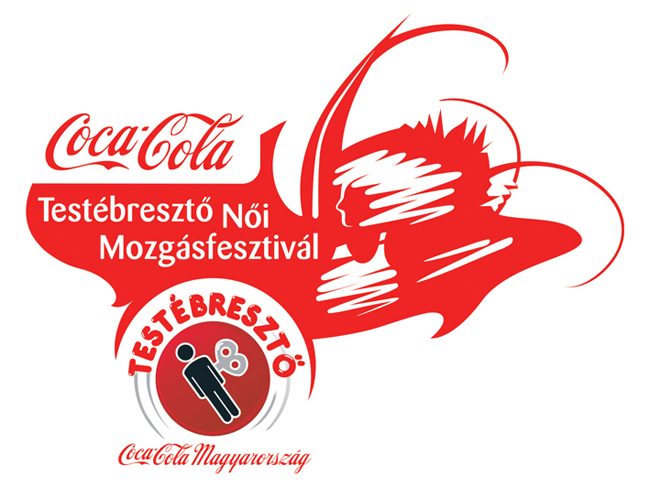 Coca-Cola
Testébresztő Női
Mozgásfesztivál
TESTÉBRESZTŐ
Coca-Cola Magyarország